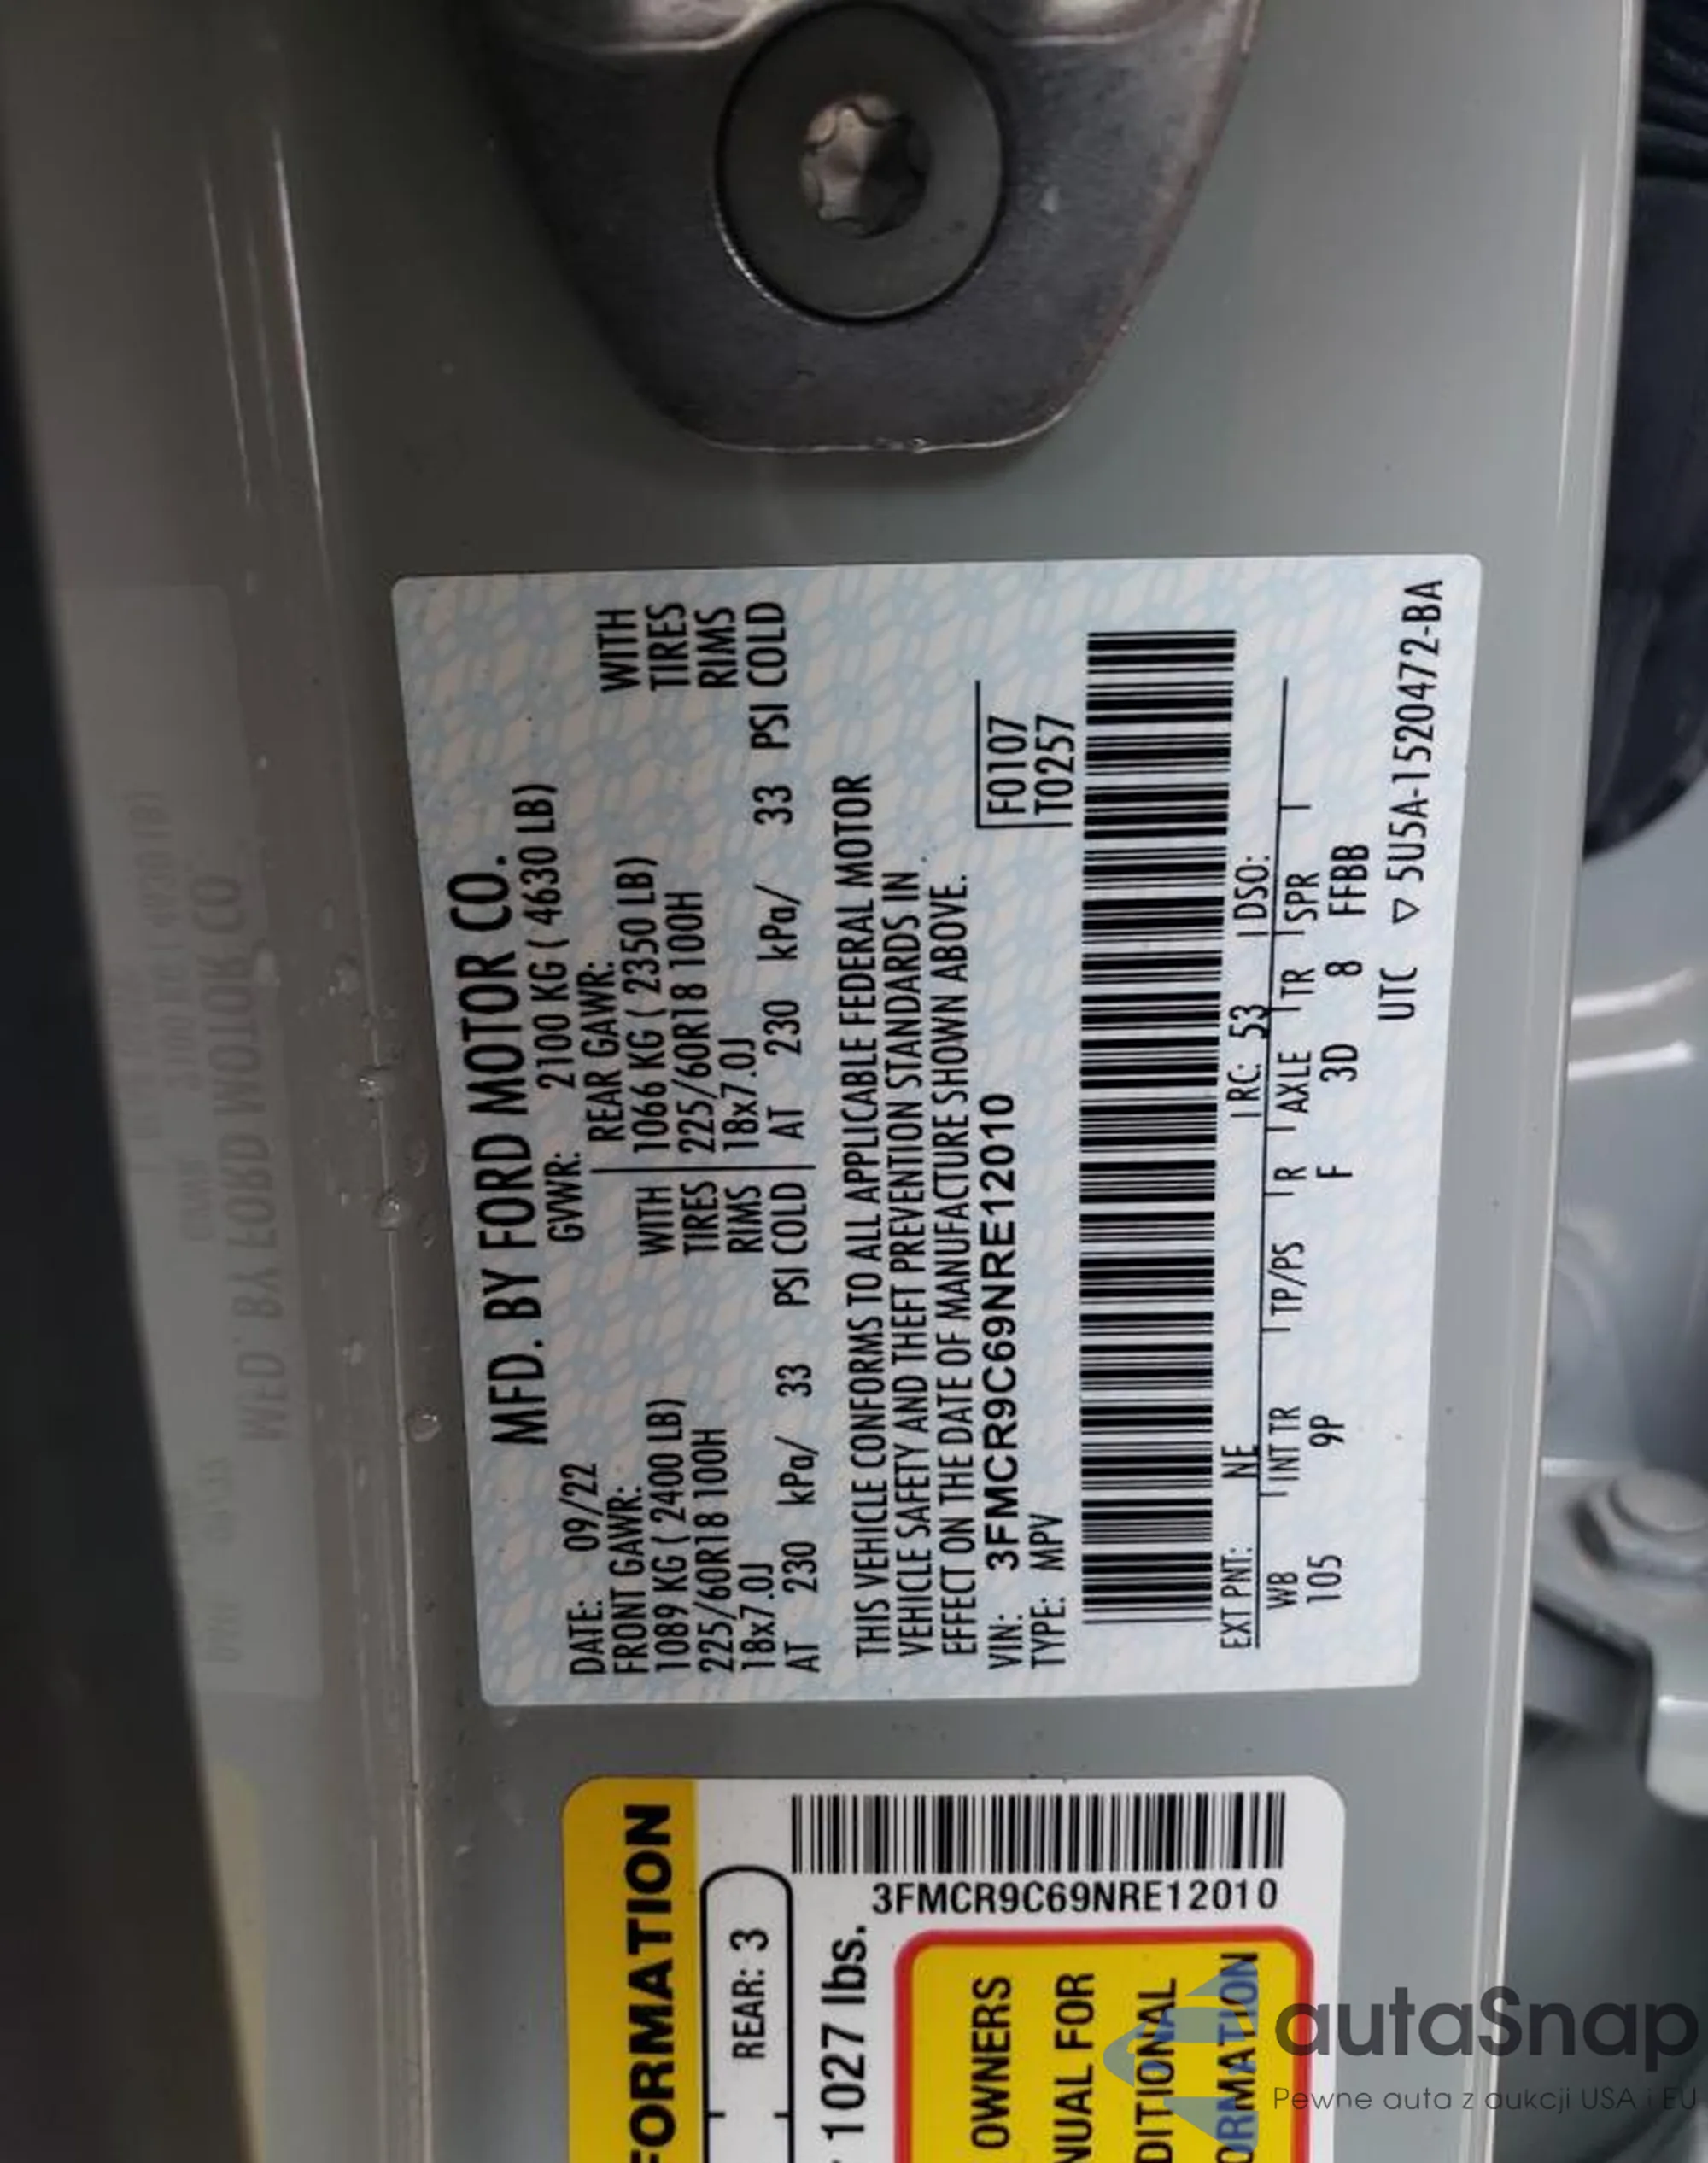 MFD. BY FORD MOTOR CO.
DATE: 09/22 GVWR: 2100 KG ( 4630 LB)
FRONT GAWR: REAR GAWR:
1089 KG ( 2400 LB) WITH 1066 KG ( 2350 LB) WITH
225/60R18 100H TIRES 225/60R18 100H TIRES
18x7.0J RIMS 18x7.0J RIMS
AT 230 kPa/ 33 PSI COLD AT 230 kPa/ 33 PSI COLD
THIS VEHICLE CONFORMS TO ALL APPLICABLE FEDERAL MOTOR
VEHICLE SAFETY AND THEFT PREVENTION STANDARDS IN
EFFECT ON THE DATE OF MANUFACTURE SHOWN ABOVE.
VIN: 3FMCR9C69NRE12010 F0107
TYPE: MPV T0257
EXT PNT: NE RC: 53 DSO:
WB INT TR TP/PS R AXLE TR SPR
105 9P F 3D 8 FFBB
UTC ▽ 5U5A-1520472-BA
FORMATION
REAR: 3
1027 lbs.
3FMCR9C69NRE12010
OWNERS
NUAL FOR
DITIONAL
ORMATION
autaSnap
Pewne auta z aukcji USA i EU